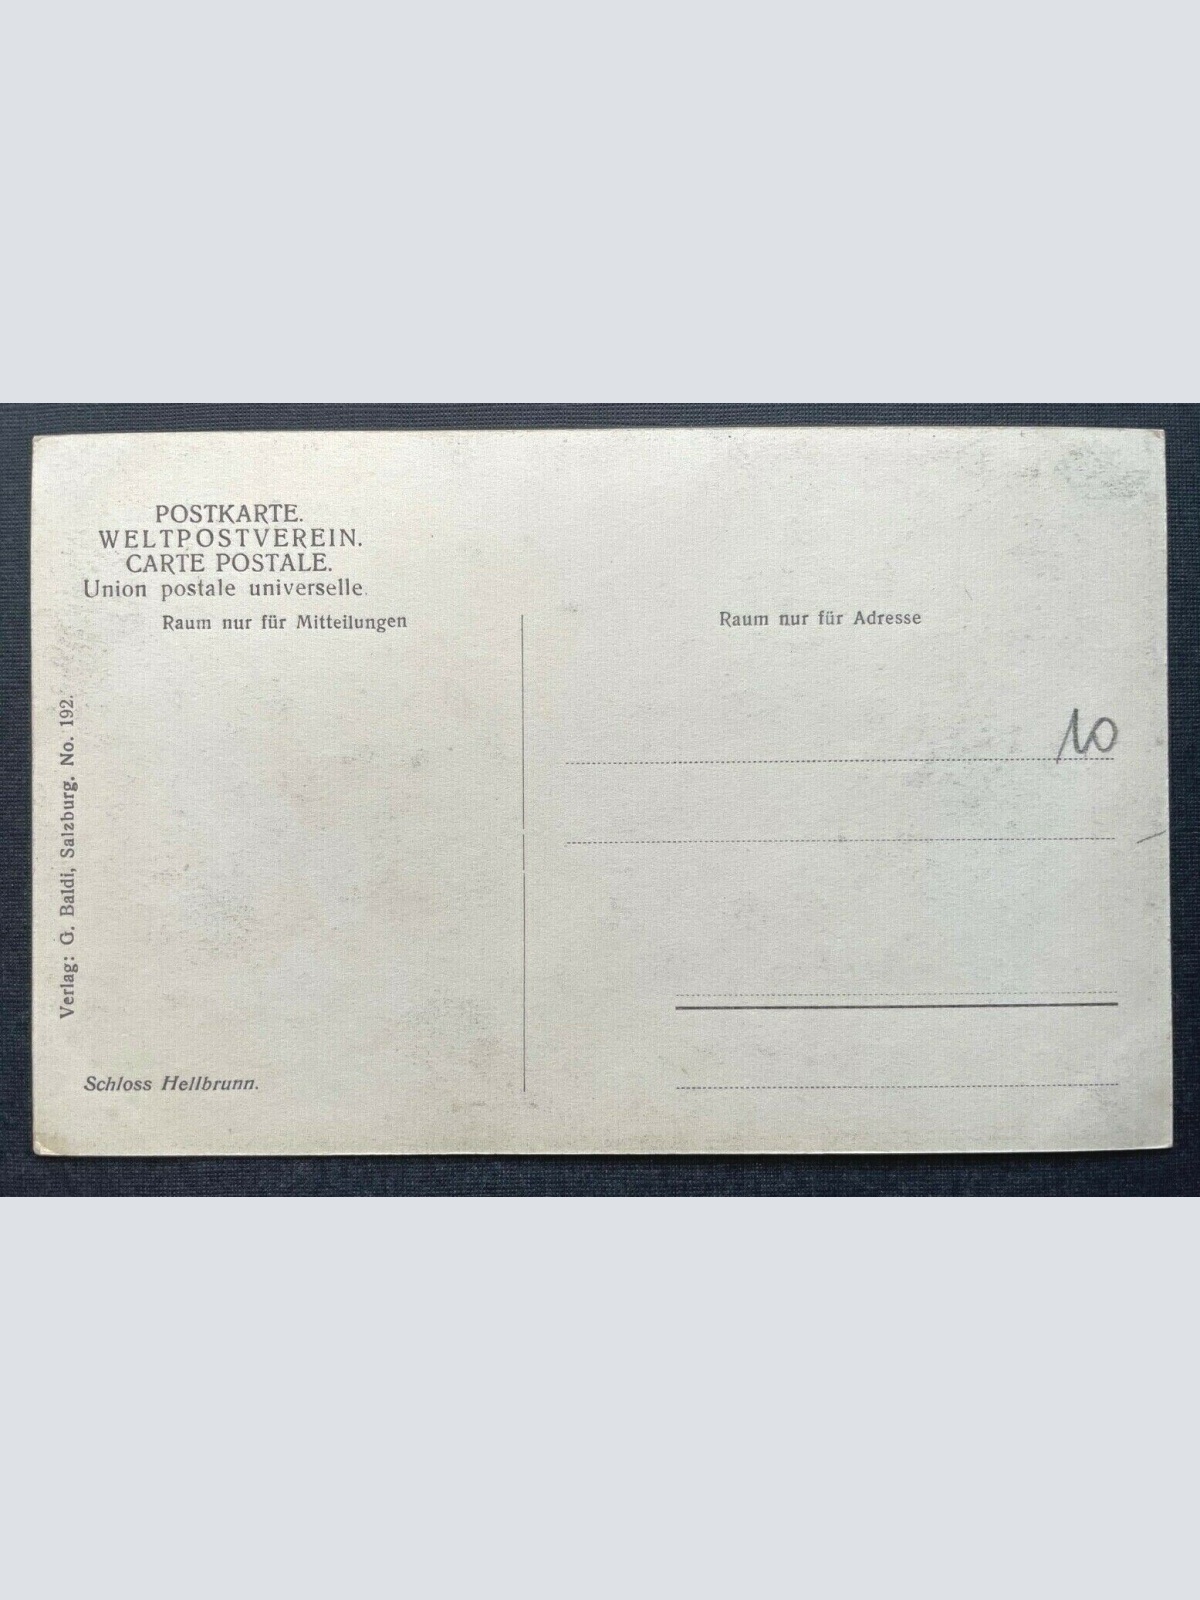 POSTKARTE.
WELTPOSTVEREIN.
CARTE POSTALE.
Union postale universelle.
Raum nur für Mitteilungen
Raum nur für Adresse
10
Verlag: G. Baldi, Salzburg. No. 192.
Schloss Hellbrunn.